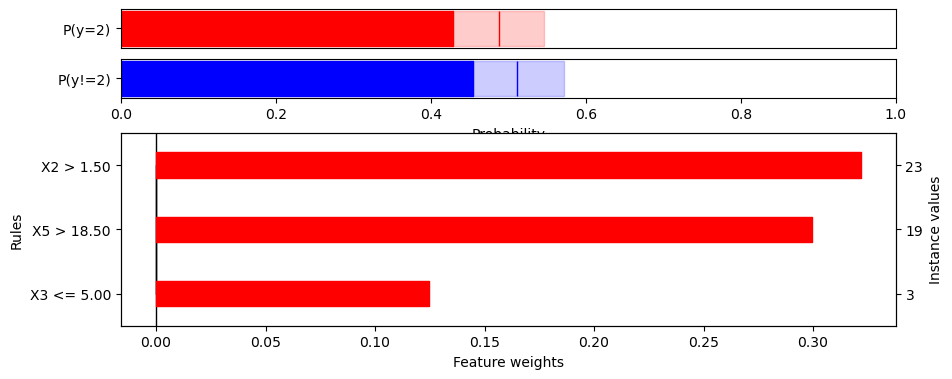 P(y=2)
P(y!=2)
0.0 0.2 0.4 0.6 0.8 1.0
Probability
X2 > 1.50 23
X5 > 18.50 19
X3 <= 5.00 3
Rules
Instance values
0.00 0.05 0.10 0.15 0.20 0.25 0.30
Feature weights